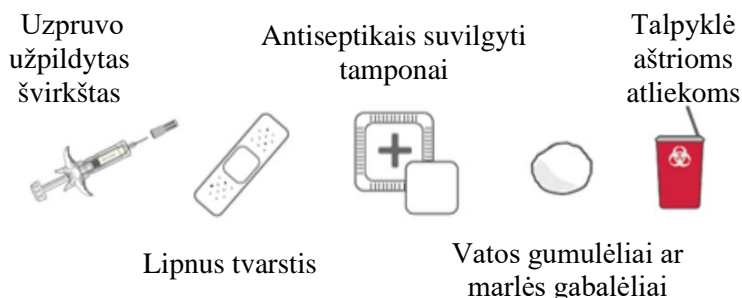 Uzpruvo
užpildytas
švirkštas
Antiseptikais suvilgyti
tamponai
Talpyklė
aštrioms
atliekoms
Lipnus tvarstis
Vatos gumulėliai ar
marlės gabalėliai